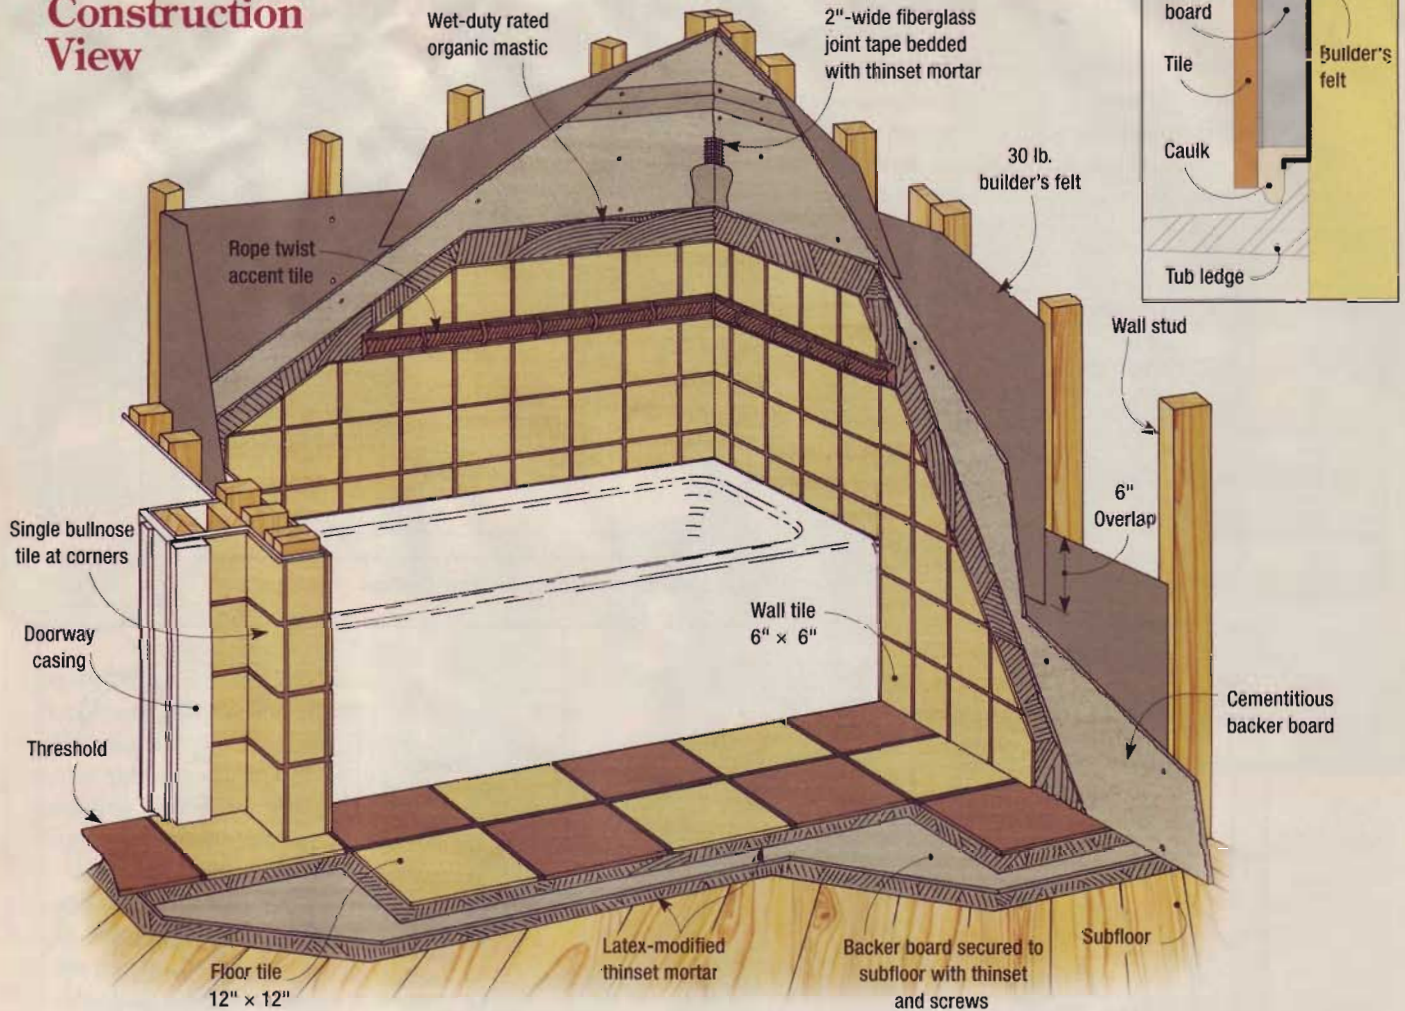 Construction
View
Wet-duty rated
organic mastic
2"-wide fiberglass
joint tape bedded
with thinset mortar
board
Tile
Builder's
felt
Caulk
Tub ledge
30 lb.
builder's felt
Rope twist
accent tile
Wall stud
6"
Overlap
Single bullnose
tile at corners
Doorway
casing
Wall tile
6" × 6"
Threshold
Cementitious
backer board
Floor tile
12" × 12"
Latex-modified
thinset mortar
Backer board secured to
subfloor with thinset
and screws
Subfloor